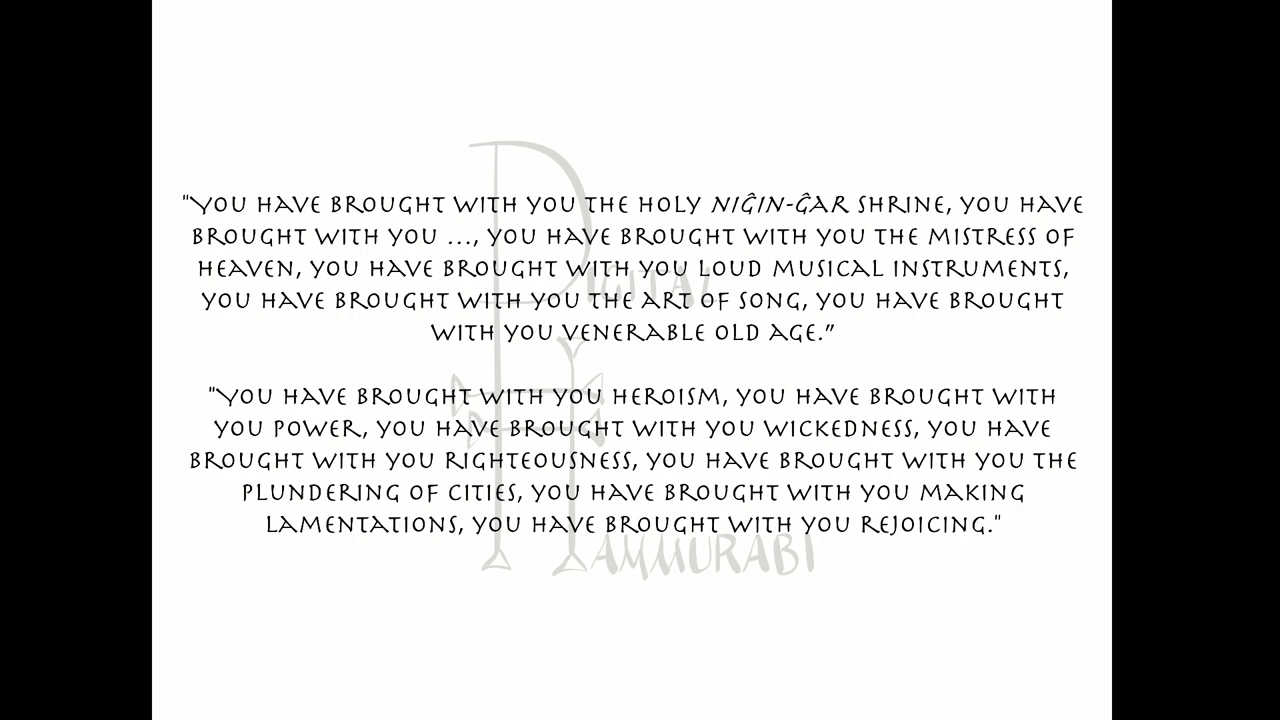 "You have brought with you the holy niĝin-ĝar shrine, you have
brought with you ..., you have brought with you the mistress of
heaven, you have brought with you loud musical instruments,
you have brought with you the art of song, you have brought
with you venerable old age.”
"You have brought with you heroism, you have brought with
you power, you have brought with you wickedness, you have
brought with you righteousness, you have brought with you the
plundering of cities, you have brought with you making
lamentations, you have brought with you rejoicing."
Digital
Hammurabi